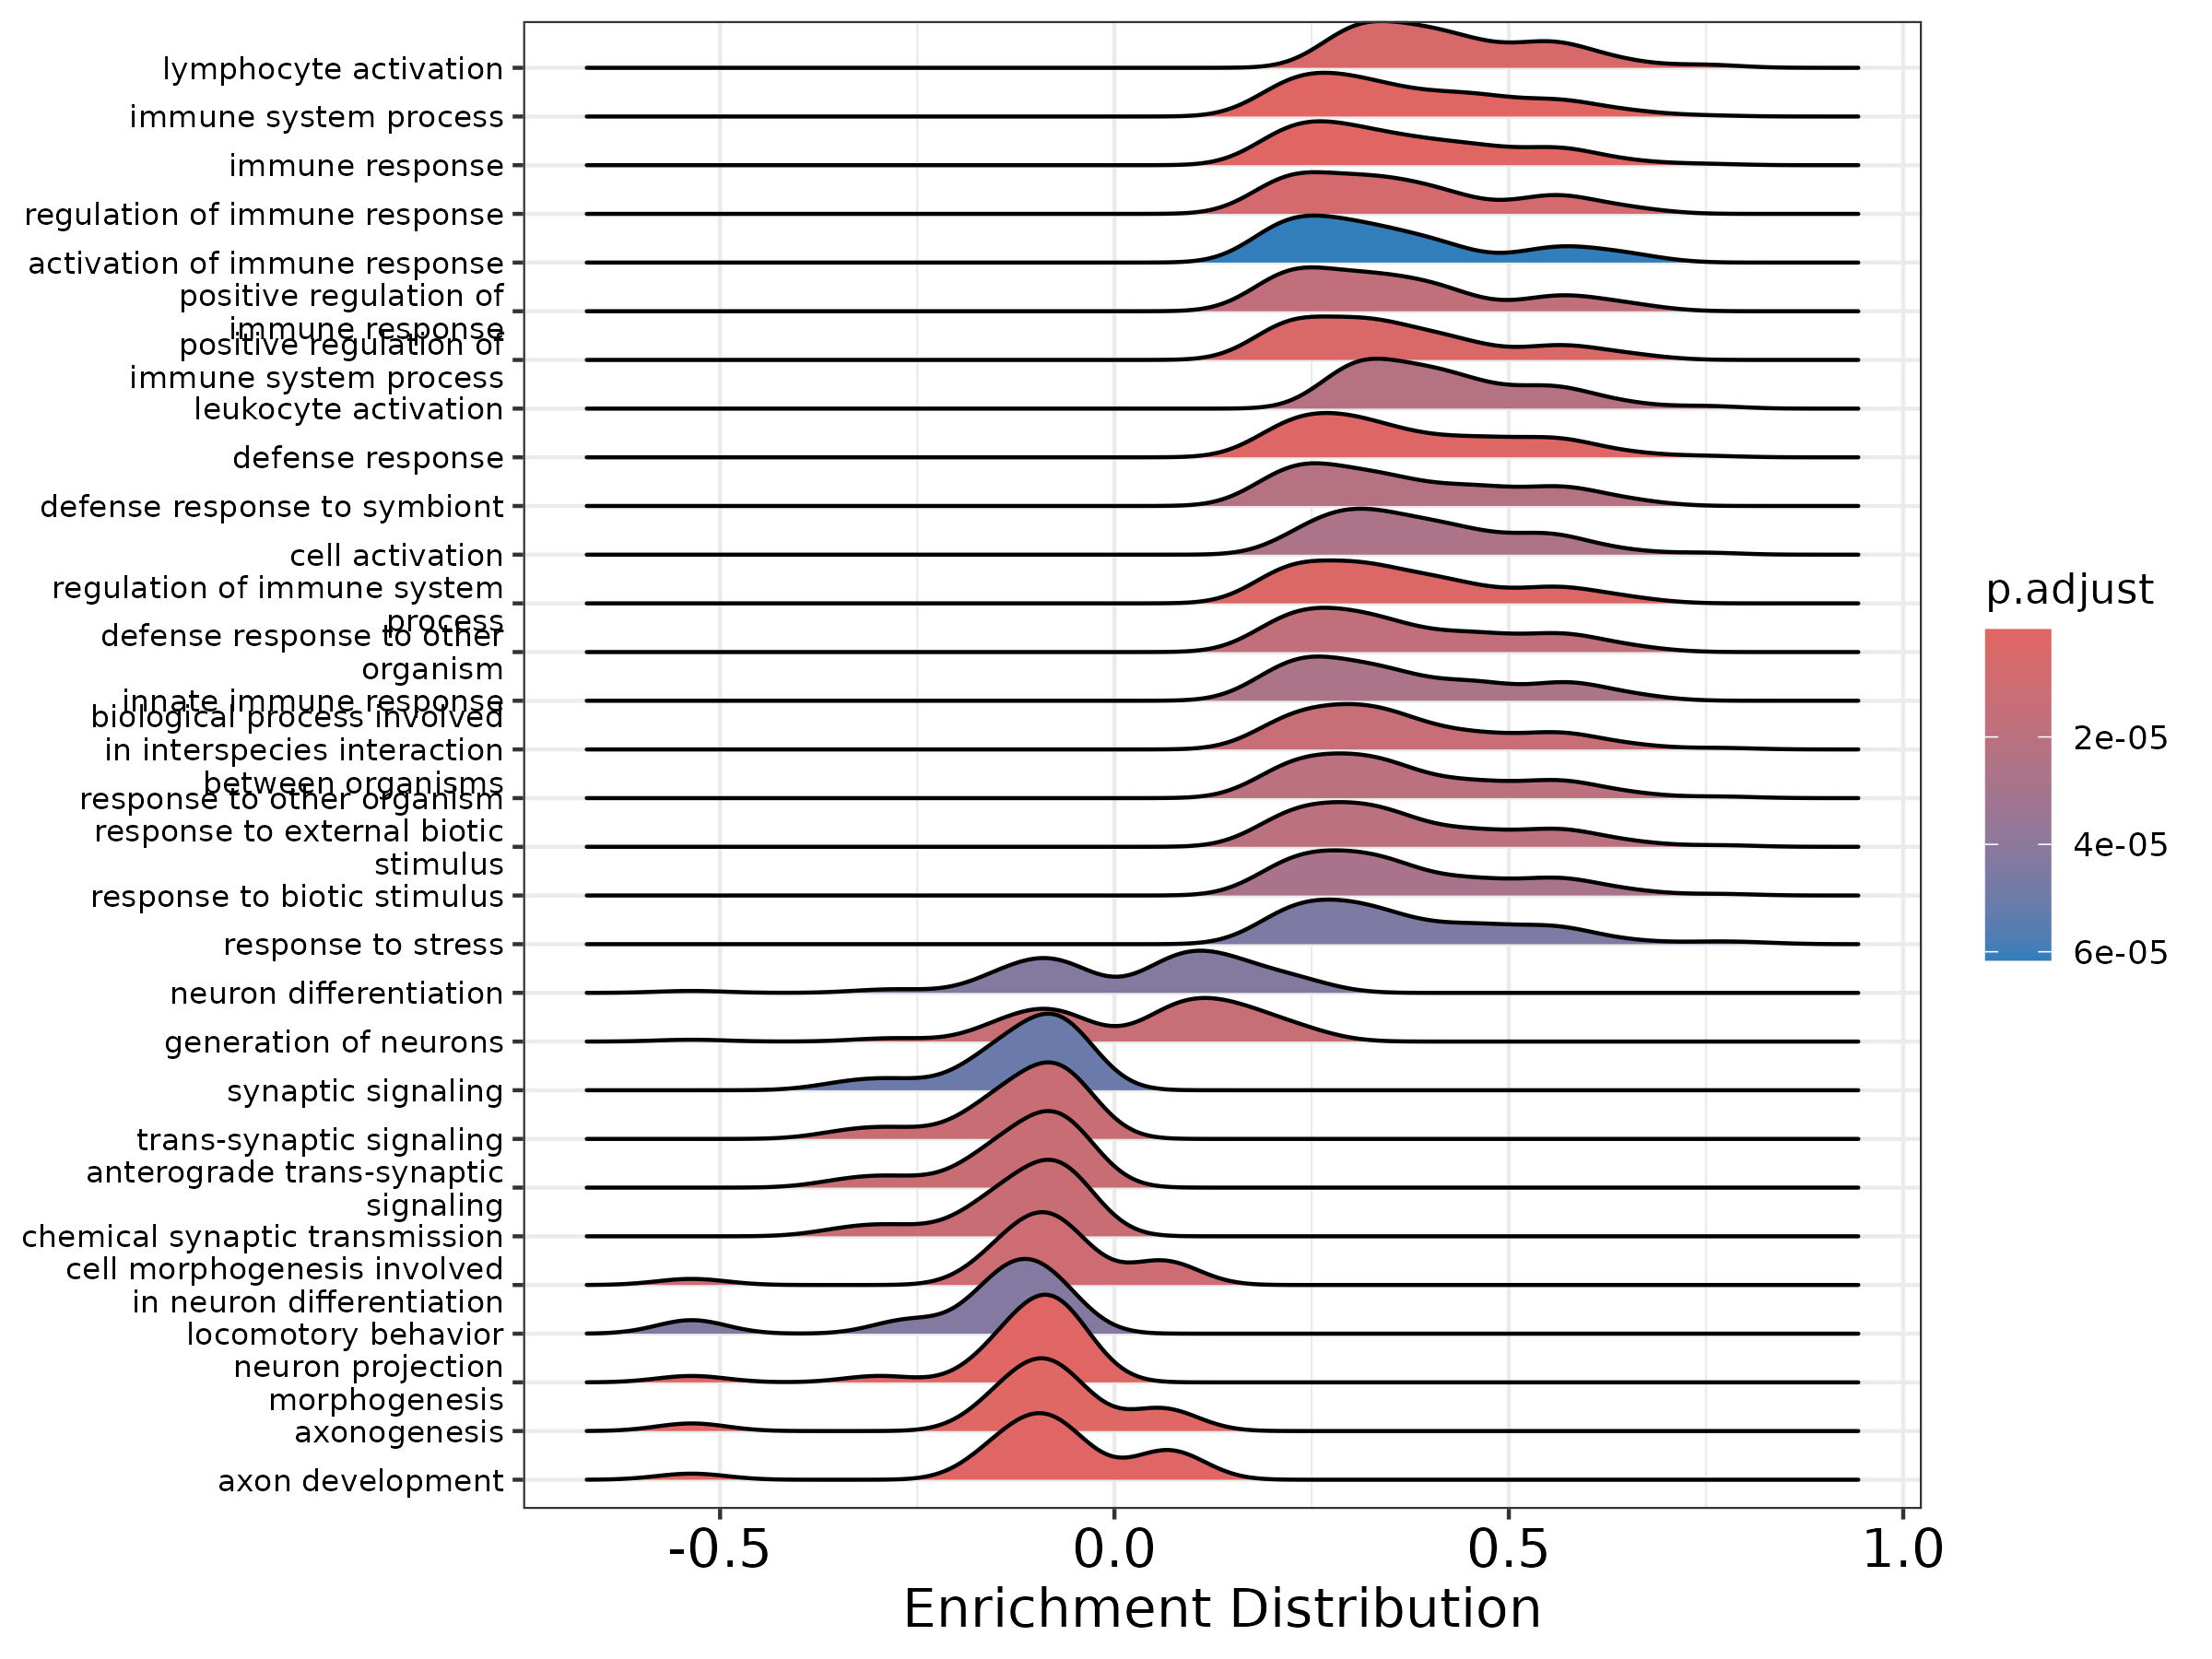 lymphocyte activation
immune system process
immune response
regulation of immune response
activation of immune response
positive regulation of
immune response
positive regulation of
immune system process
leukocyte activation
defense response
defense response to symbiont
cell activation
regulation of immune system
process
defense response to other
organism
innate immune response
biological process involved
in interspecies interaction
between organisms
response to other organism
response to external biotic
stimulus
response to biotic stimulus
response to stress
neuron differentiation
generation of neurons
synaptic signaling
trans-synaptic signaling
anterograde trans-synaptic
signaling
chemical synaptic transmission
cell morphogenesis involved
in neuron differentiation
locomotory behavior
neuron projection
morphogenesis
axonogenesis
axon development
-0.5 0.0 0.5 1.0
Enrichment Distribution
p.adjust
2e-05
4e-05
6e-05